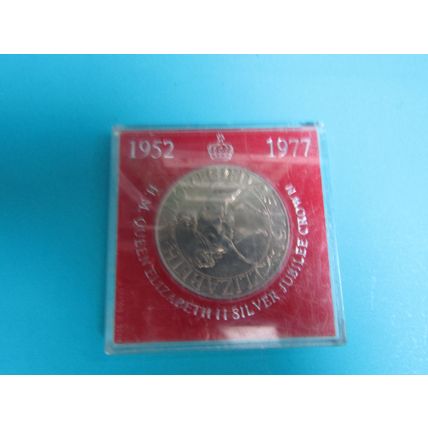 1952 1977
H.M. QUEEN ELIZABETH II SILVER JUBILEE CROWN